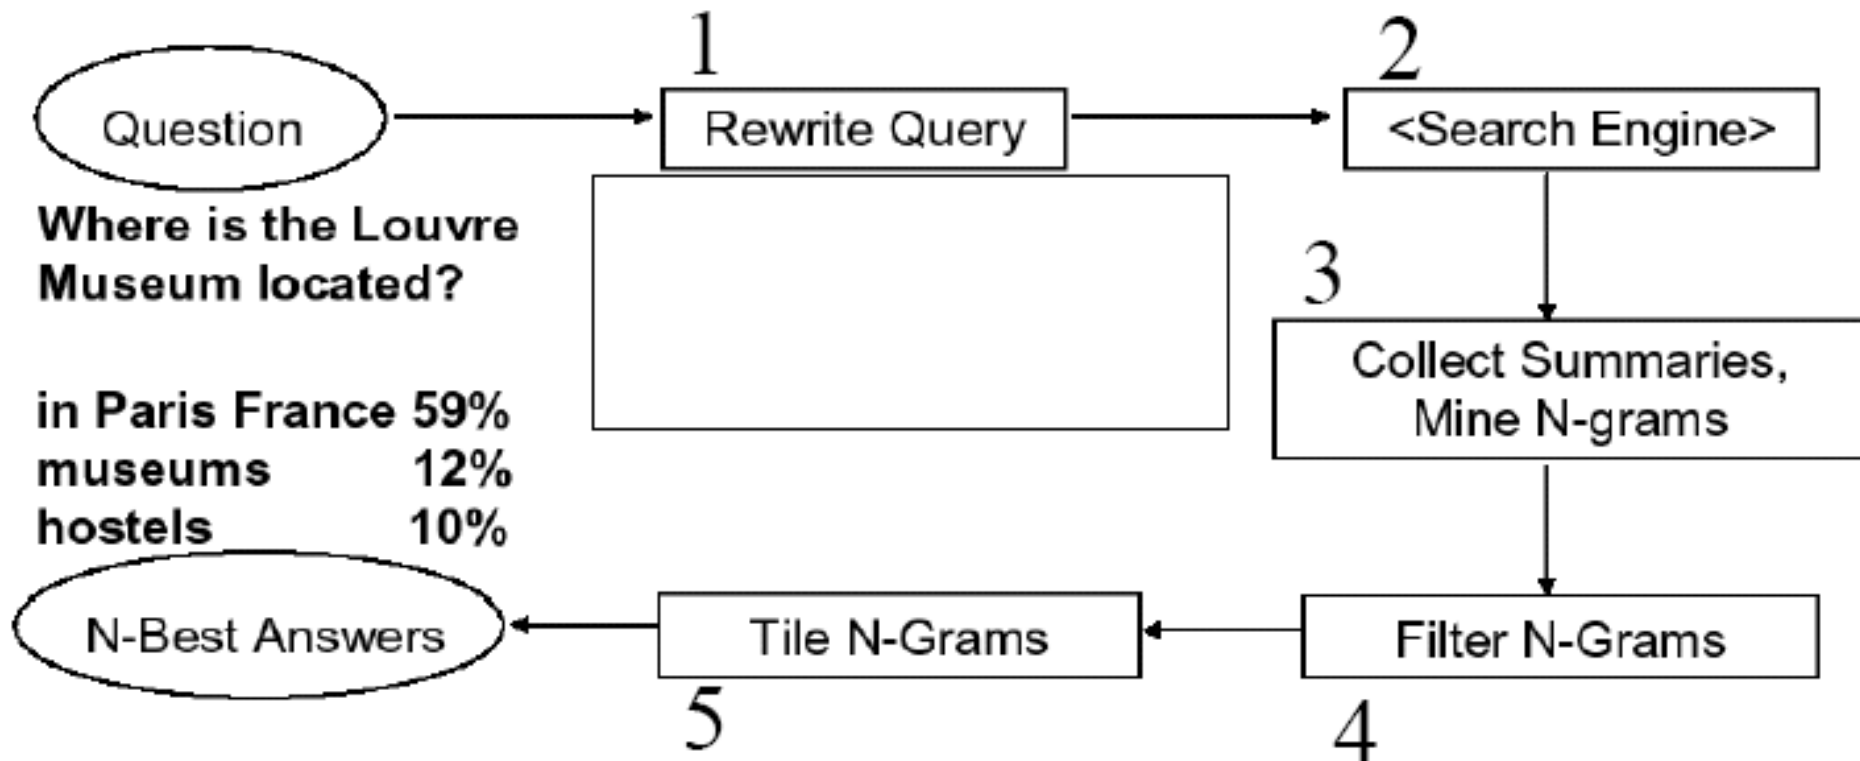 1
2
Question
Rewrite Query
<Search Engine>
Where is the Louvre
Museum located?
3
Collect Summaries,
Mine N-grams
in Paris France 59%
museums 12%
hostels 10%
N-Best Answers
Tile N-Grams
Filter N-Grams
5
4